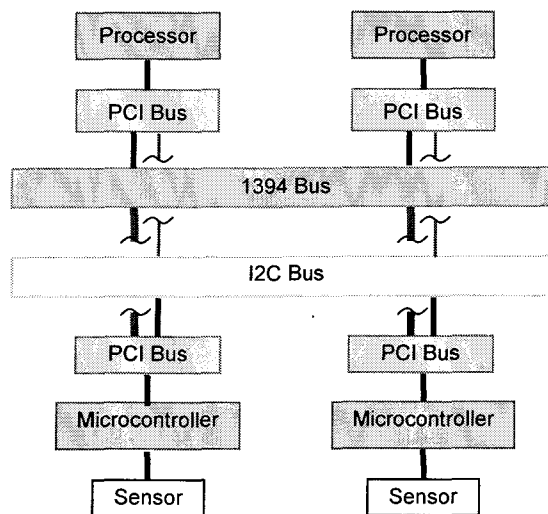 Processor
Processor
PCI Bus
PCI Bus
1394 Bus
I2C Bus
PCI Bus
PCI Bus
Microcontroller
Microcontroller
Sensor
Sensor